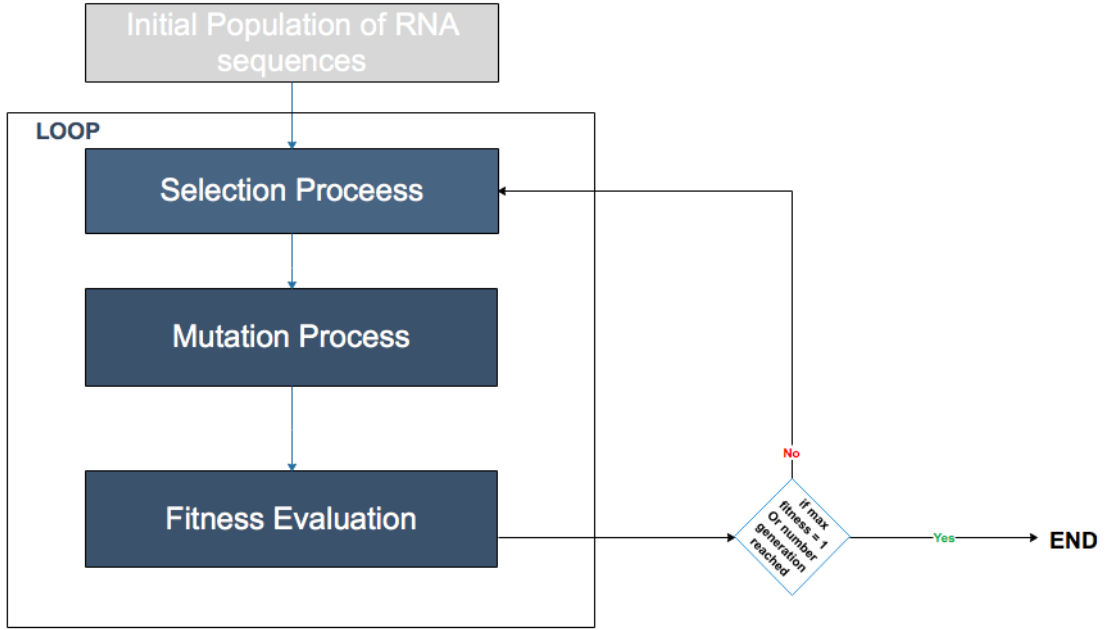 Initial Population of RNA
sequences
LOOP
Selection Proceess
Mutation Process
Fitness Evaluation
No
if max
fitness = 1
Or number
generation
reached
Yes
END